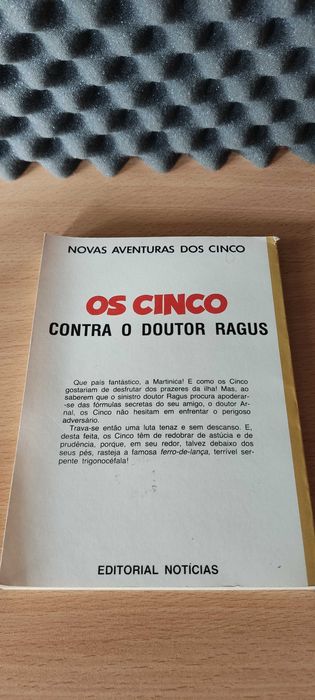 NOVAS AVENTURAS DOS CINCO
OS CINCO
CONTRA O DOUTOR RAGUS
Que país fantástico, a Martinica! E como os Cinco
gostariam de desfrutar dos prazeres da ilha! Mas, ao
saberem que o sinistro doutor Ragus procura apoderar-
-se das fórmulas secretas do seu amigo, o doutor Ar-
nal, os Cinco não hesitam em enfrentar o perigoso
adversário.
Trava-se então uma luta tenaz e sem descanso. E,
desta feita, os Cinco têm de redobrar de astúcia e de
prudência, porque, em seu redor, talvez debaixo dos
seus pés, rasteja a famosa ferro-de-lança, terrível ser-
pente trigonocéfala!
EDITORIAL NOTÍCIAS